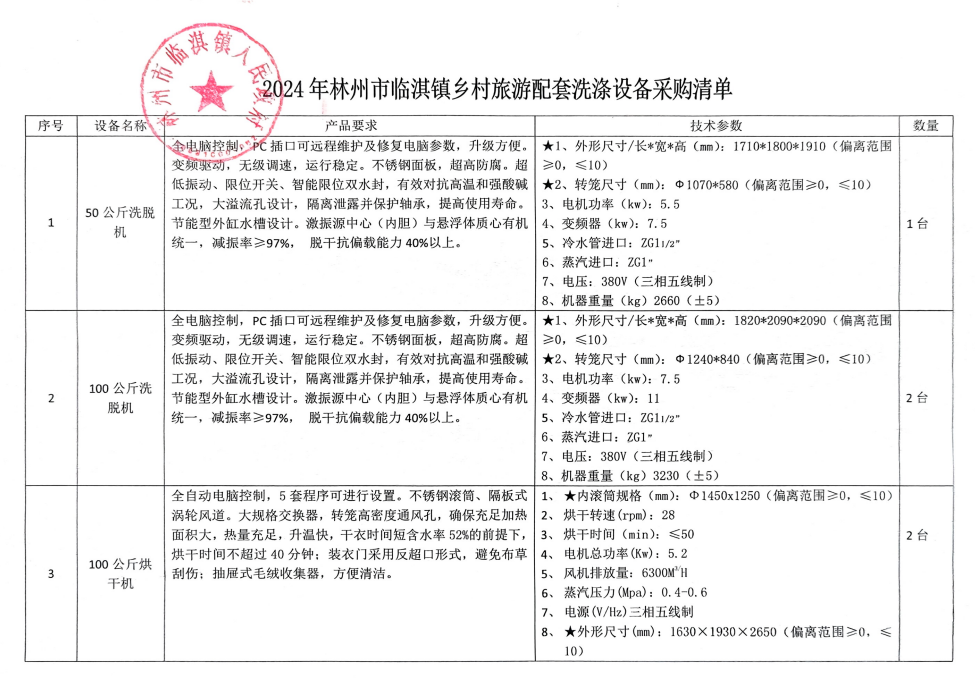 林州市临淇镇人民政府
2024 年林州市临淇镇乡村旅游配套洗涤设备采购清单
序号 设备名称 产品要求 技术参数 数量
1
50 公斤洗脱
机
全电脑控制，PC 插口可远程维护及修复电脑参数，升级方便。
变频驱动，无级调速，运行稳定。不锈钢面板，超高防腐。超
低振动、限位开关、智能限位双水封，有效对抗高温和强酸碱
工况，大溢流孔设计，隔离泄露并保护轴承，提高使用寿命。
节能型外缸水槽设计。激振源中心（内胆）与悬浮体质心有机
统一，减振率≥97%， 脱干抗偏载能力 40%以上。
★1、外形尺寸/长*宽*高（mm）：1710*1800*1910（偏离范围
≥0，≤10）
★2、转笼尺寸（mm）：Φ1070*580（偏离范围≥0，≤10）
3、电机功率（kw）：5.5
4、变频器（kw）：7.5
5、冷水管进口：ZG11/2″
6、蒸汽进口：ZG1″
7、电压：380V（三相五线制）
8、机器重量（kg）2660（±5）
1 台
2
100 公斤洗
脱机
全电脑控制，PC 插口可远程维护及修复电脑参数，升级方便。
变频驱动，无级调速，运行稳定。不锈钢面板，超高防腐。超
低振动、限位开关、智能限位双水封，有效对抗高温和强酸碱
工况，大溢流孔设计，隔离泄露并保护轴承，提高使用寿命。
节能型外缸水槽设计。激振源中心（内胆）与悬浮体质心有机
统一，减振率≥97%， 脱干抗偏载能力 40%以上。
★1、外形尺寸/长*宽*高（mm）：1820*2090*2090（偏离范围
≥0，≤10）
★2、转笼尺寸（mm）：Φ1240*840（偏离范围≥0，≤10）
3、电机功率（kw）：7.5
4、变频器（kw）：11
5、冷水管进口：ZG11/2″
6、蒸汽进口：ZG1″
7、电压：380V（三相五线制）
8、机器重量（kg）3230（±5）
2 台
3
100 公斤烘
干机
全自动电脑控制，5 套程序可进行设置。不锈钢滚筒、隔板式
涡轮风道。大规格交换器，转笼高密度通风孔，确保充足加热
面积大，热量充足，升温快，干衣时间短含水率 52%的前提下，
烘干时间不超过 40 分钟；装衣门采用反超口形式，避免布草
刮伤；抽屉式毛绒收集器，方便清洁。
1、 ★内滚筒规格（mm）：Φ1450x1250（偏离范围≥0，≤10）
2、 烘干转速(rpm)：28
3、 烘干时间（min）：≤50
4、 电机总功率(Kw)：5.2
5、 风机排放量：6300M³/H
6、 蒸汽压力(Mpa)：0.4-0.6
7、 电源(V/Hz)三相五线制
8、 ★外形尺寸(mm)：1630×1930×2650（偏离范围≥0，≤
10）
2 台